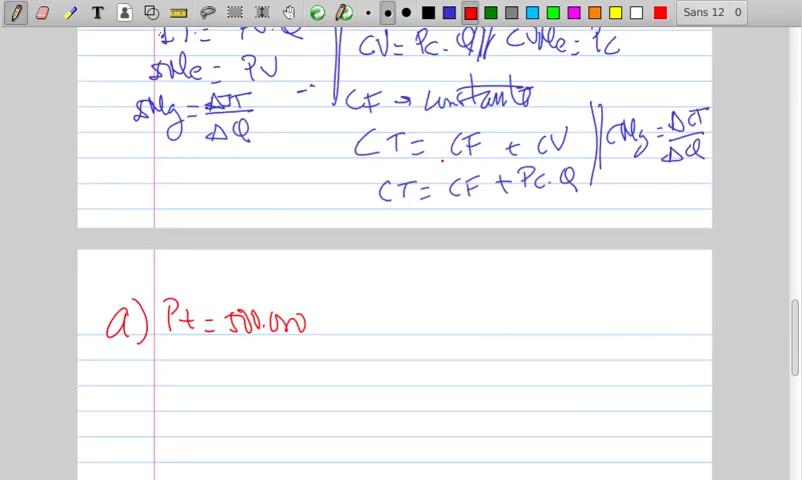 Sans 12 0
IT = PV.Q
IMe = PV
IMg = ΔIT/ΔQ
CV = Pc.Q // CVMe = Pc
CF → constante
CT = CF + CV
CT = CF + Pc.Q
CMg = ΔCT/ΔQ
a) Pt = 500.000